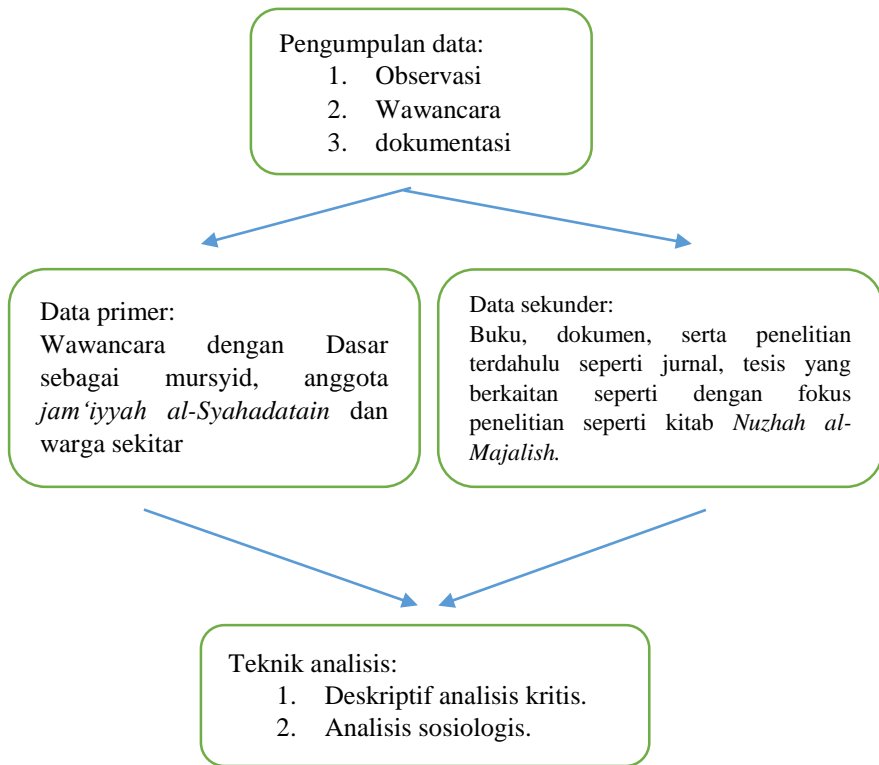 Pengumpulan data:
1. Observasi
2. Wawancara
3. dokumentasi
Data primer:
Wawancara dengan Dasar
sebagai mursyid, anggota
jam‘iyyah al-Syahadatain dan
warga sekitar
Data sekunder:
Buku, dokumen, serta penelitian
terdahulu seperti jurnal, tesis yang
berkaitan seperti dengan fokus
penelitian seperti kitab Nuzhah al-
Majalish.
Teknik analisis:
1. Deskriptif analisis kritis.
2. Analisis sosiologis.